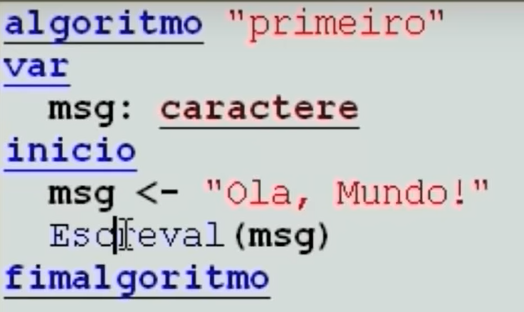 algoritmo "primeiro"
var
msg: caractere
inicio
msg <- "Ola, Mundo!"
Escreval(msg)
fimalgoritmo